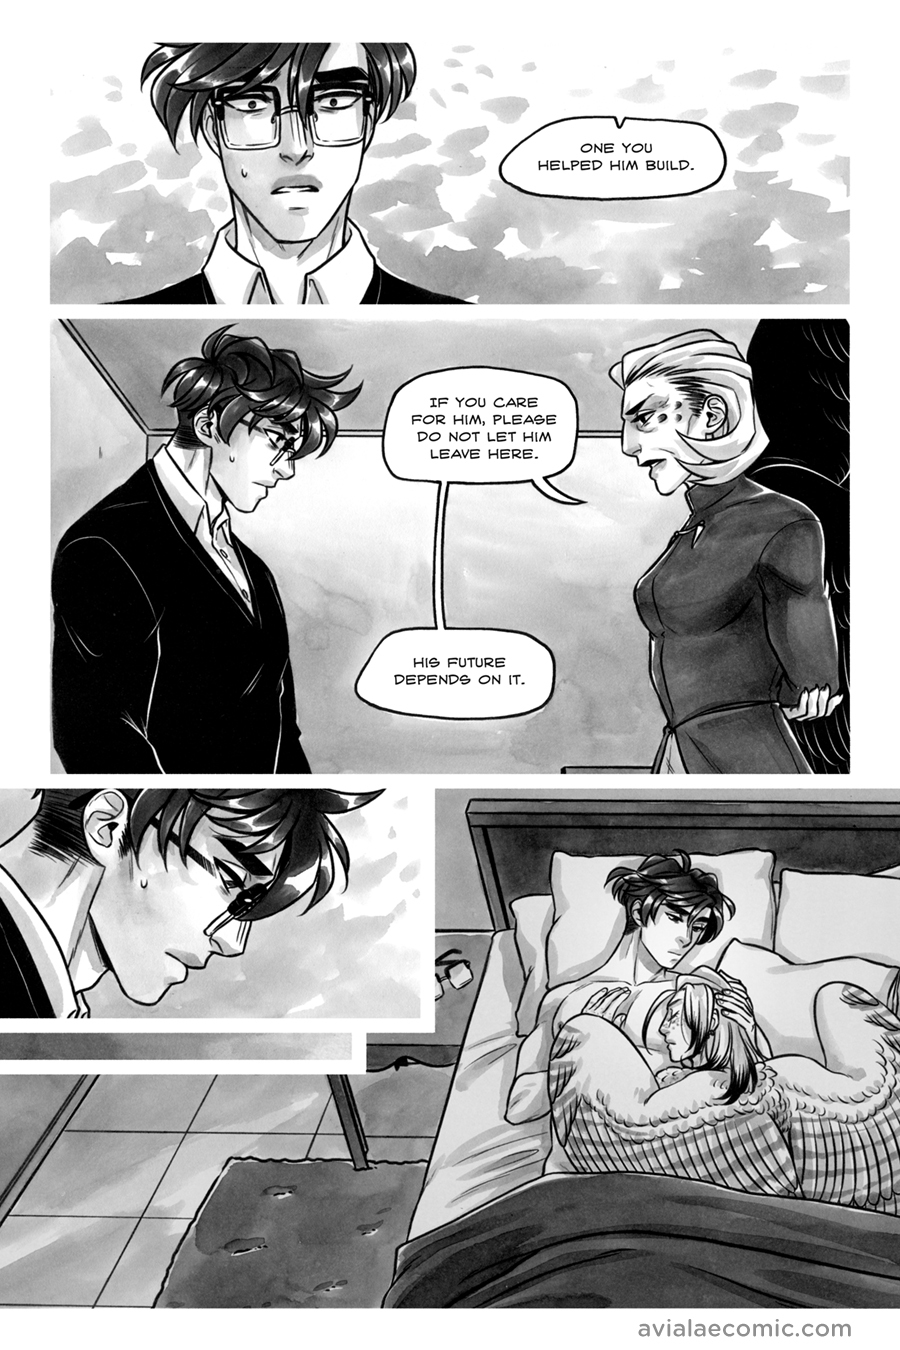 ONE YOU
HELPED HIM BUILD.
IF YOU CARE
FOR HIM, PLEASE
DO NOT LET HIM
LEAVE HERE.
HIS FUTURE
DEPENDS ON IT.
avialaecomic.com